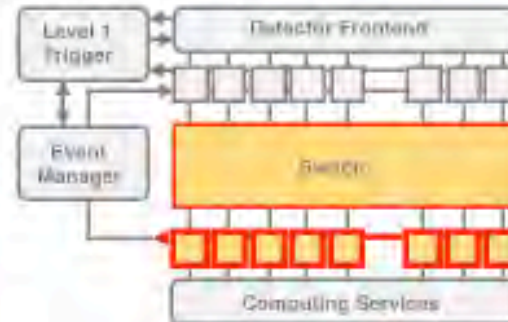 Level 1
Trigger
Detector Frontend
Event
Manager
Switch
Computing Services